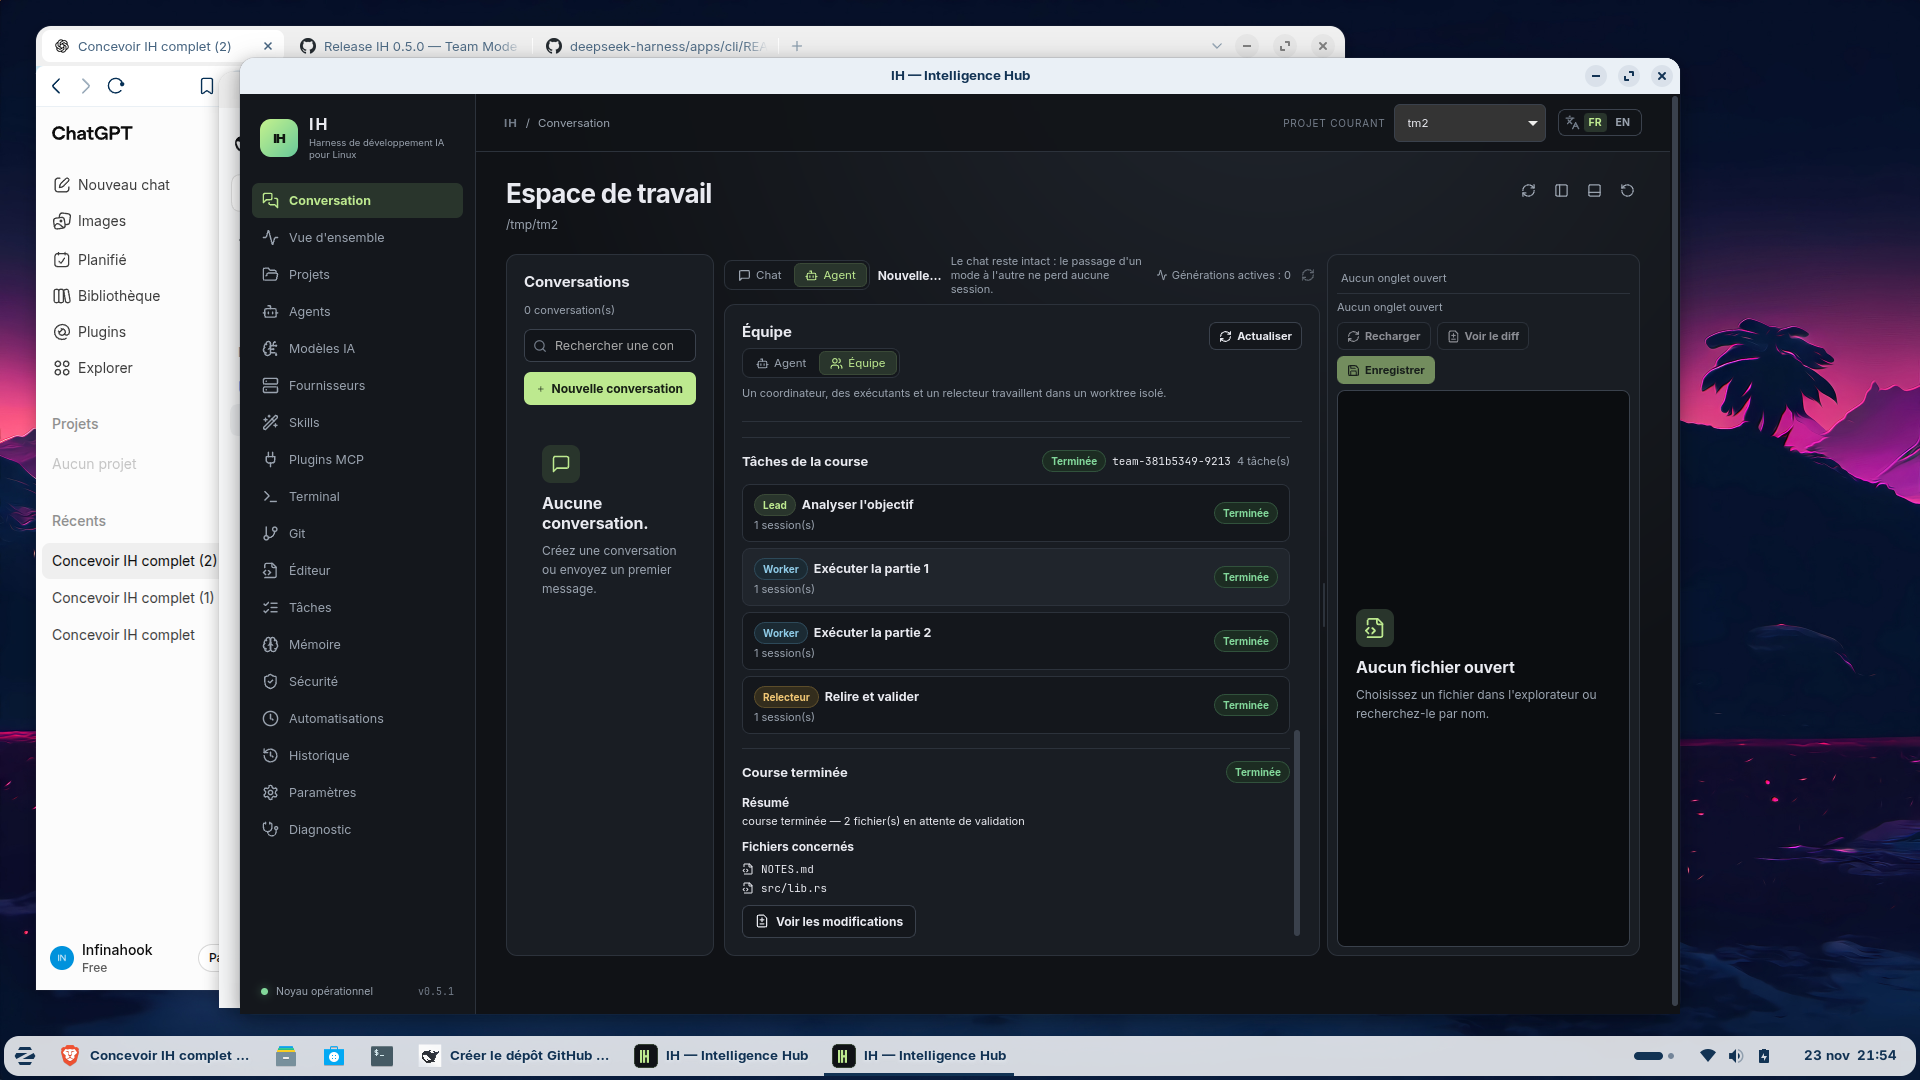 Concevoir IH complet (2)
Release IH 0.5.0 — Team Mode
deepseek-harness/apps/cli/REA
IH — Intelligence Hub
ChatGPT
Nouveau chat
Images
Planifié
Bibliothèque
Plugins
Explorer
Projets
Aucun projet
Récents
Concevoir IH complet (2)
Concevoir IH complet (1)
Concevoir IH complet
IN
Infinahook
Free
IH
IH
Harness de développement IA
pour Linux
Conversation
Vue d'ensemble
Projets
Agents
Modèles IA
Fournisseurs
Skills
Plugins MCP
Terminal
Git
Éditeur
Tâches
Mémoire
Sécurité
Automatisations
Historique
Paramètres
Diagnostic
Noyau opérationnel
v0.5.1
IH / Conversation
PROJET COURANT
tm2
FR
EN
Espace de travail
/tmp/tm2
Conversations
0 conversation(s)
Rechercher une con
+ Nouvelle conversation
Aucune
conversation.
Créez une conversation
ou envoyez un premier
message.
Chat
Agent
Nouvelle...
Le chat reste intact : le passage d'un
mode à l'autre ne perd aucune
session.
Générations actives : 0
Équipe
Actualiser
Agent
Équipe
Un coordinateur, des exécutants et un relecteur travaillent dans un worktree isolé.
Tâches de la course
Terminée
team-381b5349-9213
4 tâche(s)
Lead
Analyser l'objectif
1 session(s)
Terminée
Worker
Exécuter la partie 1
1 session(s)
Terminée
Worker
Exécuter la partie 2
1 session(s)
Terminée
Relecteur
Relire et valider
1 session(s)
Terminée
Course terminée
Terminée
Résumé
course terminée — 2 fichier(s) en attente de validation
Fichiers concernés
NOTES.md
src/lib.rs
Voir les modifications
Aucun onglet ouvert
Aucun onglet ouvert
Recharger
Voir le diff
Enregistrer
Aucun fichier ouvert
Choisissez un fichier dans l'explorateur ou
recherchez-le par nom.
Concevoir IH complet ...
Créer le dépôt GitHub ...
IH — Intelligence Hub
IH — Intelligence Hub
23 nov 21:54